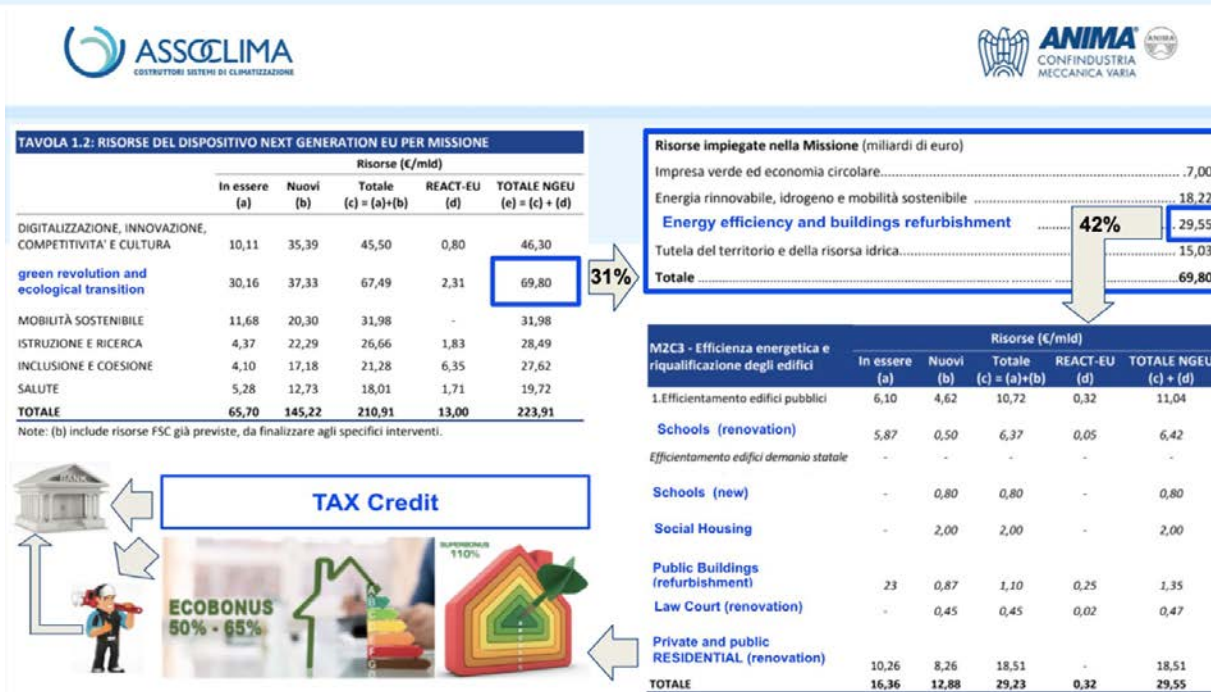 ASSOCLIMA
COSTRUTTORI SISTEMI DI CLIMATIZZAZIONE
ANIMA
CONFINDUSTRIA
MECCANICA VARIA
ANIMA
TAVOLA 1.2: RISORSE DEL DISPOSITIVO NEXT GENERATION EU PER MISSIONE
Risorse (€/mld)
In essere Nuovi Totale REACT-EU TOTALE NGEU
(a) (b) (c) = (a)+(b) (d) (e) = (c) + (d)
DIGITALIZZAZIONE, INNOVAZIONE,
COMPETITIVITA' E CULTURA 10,11 35,39 45,50 0,80 46,30
green revolution and
ecological transition 30,16 37,33 67,49 2,31 69,80
MOBILITÀ SOSTENIBILE 11,68 20,30 31,98 - 31,98
ISTRUZIONE E RICERCA 4,37 22,29 26,66 1,83 28,49
INCLUSIONE E COESIONE 4,10 17,18 21,28 6,35 27,62
SALUTE 5,28 12,73 18,01 1,71 19,72
TOTALE 65,70 145,22 210,91 13,00 223,91
Note: (b) include risorse FSC già previste, da finalizzare agli specifici interventi.
31%
Risorse impiegate nella Missione (miliardi di euro)
Impresa verde ed economia circolare 7,00
Energia rinnovabile, idrogeno e mobilità sostenibile 18,22
Energy efficiency and buildings refurbishment 29,55
42%
Tutela del territorio e della risorsa idrica 15,03
Totale 69,80
M2C3 - Efficienza energetica e
riqualificazione degli edifici
Risorse (€/mld)
In essere Nuovi Totale REACT-EU TOTALE NGEU
(a) (b) (c) = (a)+(b) (d) (c) + (d)
1.Efficientamento edifici pubblici 6,10 4,62 10,72 0,32 11,04
Schools (renovation) 5,87 0,50 6,37 0,05 6,42
Efficientamento edifici demanio statale - - - - -
Schools (new) - 0,80 0,80 - 0,80
Social Housing - 2,00 2,00 - 2,00
Public Buildings
(refurbishment) 23 0,87 1,10 0,25 1,35
Law Court (renovation) - 0,45 0,45 0,02 0,47
Private and public
RESIDENTIAL (renovation) 10,26 8,26 18,51 - 18,51
TOTALE 16,36 12,88 29,23 0,32 29,55
BANK
TAX Credit
ECOBONUS
50% - 65%
A
B
F
G
SUPERBONUS
110%